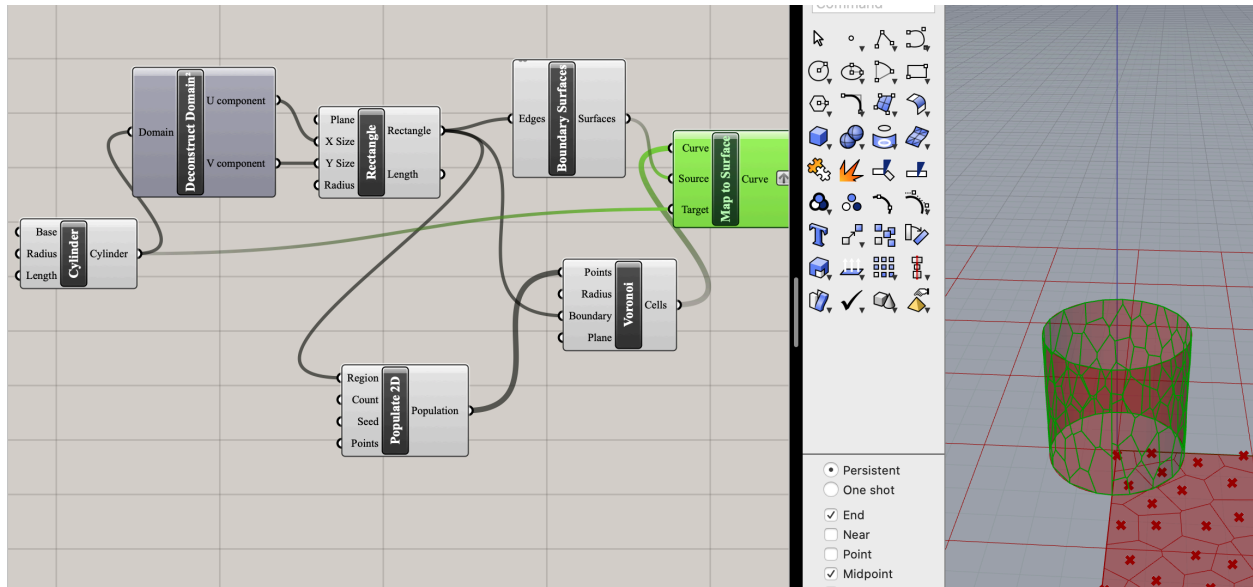 Command
Deconstruct Domain²
Domain
U component
V component
Rectangle
Plane
X Size
Y Size
Radius
Rectangle
Length
Boundary Surfaces
Edges
Surfaces
Map to Surface
Curve
Source
Target
Curve
Cylinder
Base
Radius
Length
Cylinder
Voronoi
Points
Radius
Boundary
Plane
Cells
Populate 2D
Region
Count
Seed
Points
Population
Persistent
One shot
End
Near
Point
Midpoint